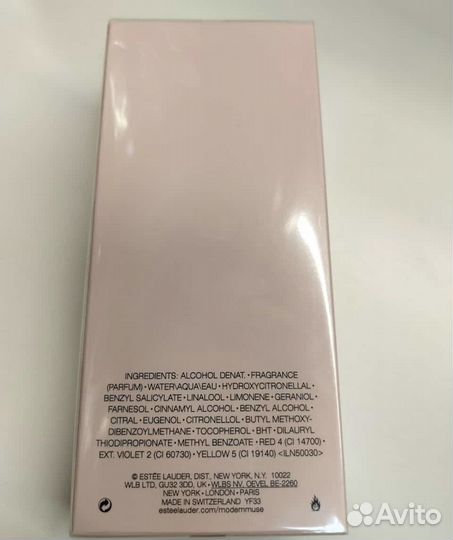 INGREDIENTS: ALCOHOL DENAT. • FRAGRANCE
(PARFUM) • WATER\AQUA\EAU • HYDROXYCITRONELLAL •
BENZYL SALICYLATE • LINALOOL • LIMONENE • GERANIOL •
FARNESOL • CINNAMYL ALCOHOL • BENZYL ALCOHOL •
CITRAL • EUGENOL • CITRONELLOL • BUTYL METHOXY-
DIBENZOYLMETHANE • TOCOPHEROL • BHT • DILAURYL
THIODIPROPIONATE • METHYL BENZOATE • RED 4 (CI 14700) •
EXT. VIOLET 2 (CI 60730) • YELLOW 5 (CI 19140) <ILN50030>
© ESTÉE LAUDER, DIST., NEW YORK, N.Y. 10022
WLB LTD, GU32 3DD, UK • WLBS NV, OEVEL BE-2260
NEW YORK • LONDON • PARIS
MADE IN SWITZERLAND YF33
esteelauder.com/modernmuse
Avito